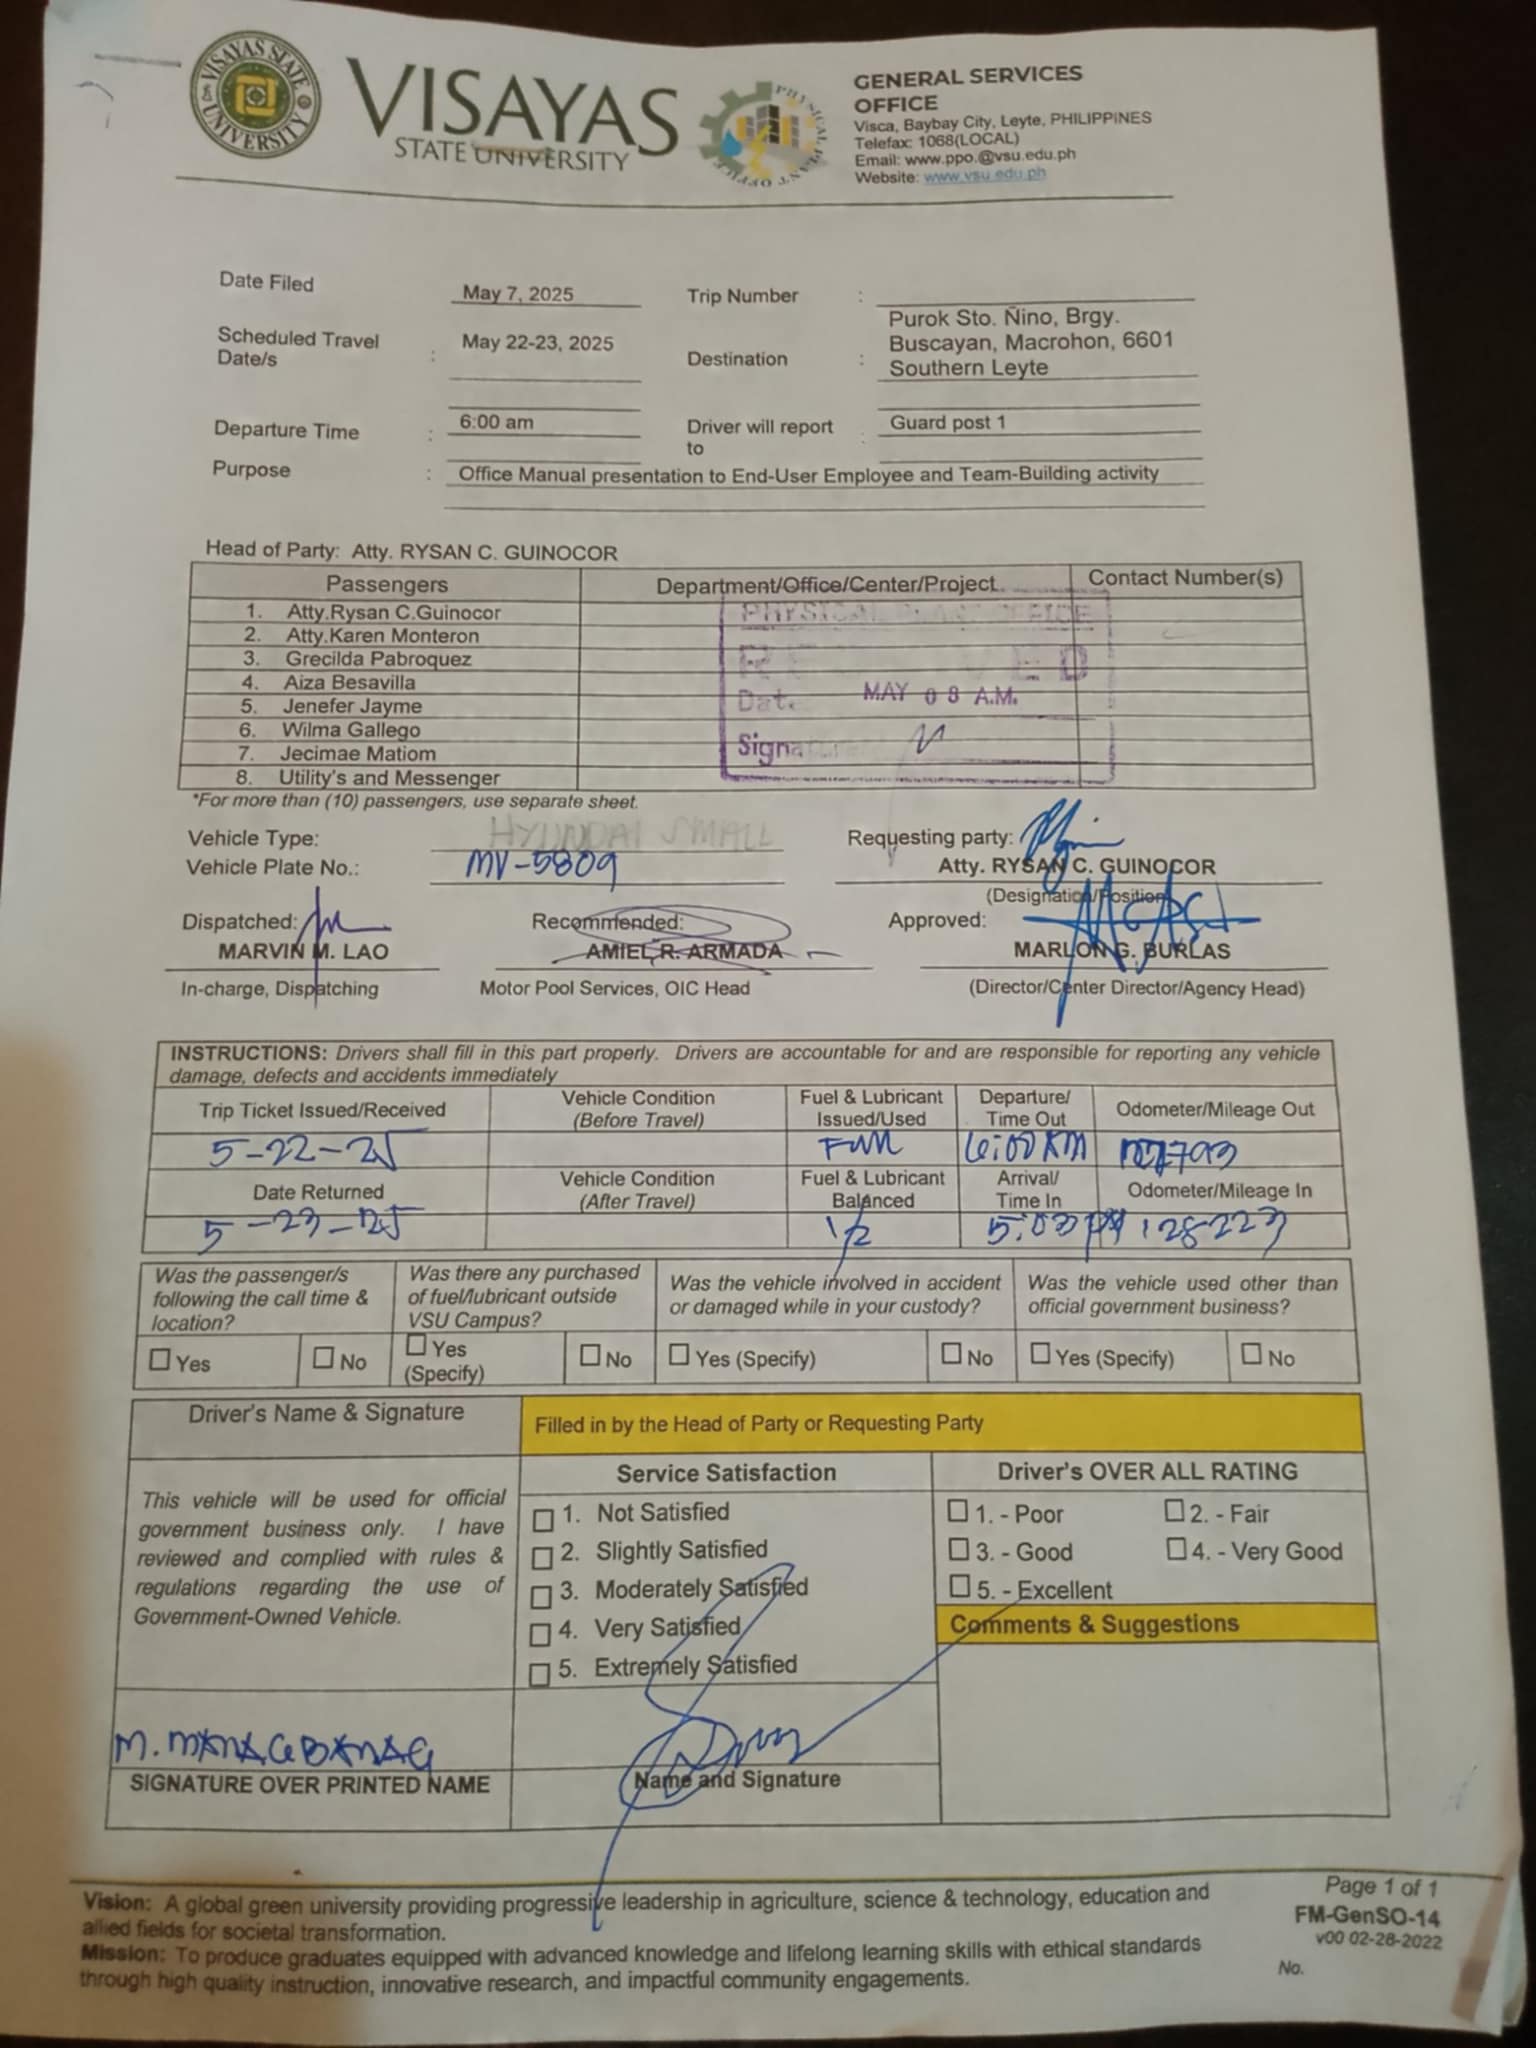 VISAYAS STATE UNIVERSITY
VISAYAS
STATE UNIVERSITY
PHYSICAL PLANT OFFICE
GENERAL SERVICES
OFFICE
Visca, Baybay City, Leyte, PHILIPPINES
Telefax: 1068(LOCAL)
Email: www.ppo.@vsu.edu.ph
Website: www.vsu.edu.ph
Date Filed May 7, 2025 Trip Number :
Scheduled Travel Date/s : May 22-23, 2025 Destination : Purok Sto. Ñino, Brgy.
Buscayan, Macrohon, 6601
Southern Leyte
Departure Time : 6:00 am Driver will report to : Guard post 1
Purpose : Office Manual presentation to End-User Employee and Team-Building activity
Head of Party: Atty. RYSAN C. GUINOCOR
Passengers Department/Office/Center/Project Contact Number(s)
1. Atty.Rysan C.Guinocor
2. Atty.Karen Monteron
3. Grecilda Pabroquez
4. Aiza Besavilla
5. Jenefer Jayme
6. Wilma Gallego
7. Jecimae Matiom
8. Utility's and Messenger
PHYSICAL PLANT OFFICE
RECEIVED
Date MAY 08 A.M.
Signature
*For more than (10) passengers, use separate sheet.
Vehicle Type: HYUNDAI SMALL Requesting party:
Vehicle Plate No.: MV-5809 Atty. RYSAN C. GUINOCOR
(Designation/Position)
Dispatched: Recommended: Approved:
MARVIN M. LAO AMIEL R. ARMADA MARLON G. BURLAS
In-charge, Dispatching Motor Pool Services, OIC Head (Director/Center Director/Agency Head)
INSTRUCTIONS: Drivers shall fill in this part properly. Drivers are accountable for and are responsible for reporting any vehicle
damage, defects and accidents immediately
Trip Ticket Issued/Received Vehicle Condition (Before Travel) Fuel & Lubricant Issued/Used Departure/ Time Out Odometer/Mileage Out
5-22-25 Full 6:00 AM
Date Returned Vehicle Condition (After Travel) Fuel & Lubricant Balanced Arrival/ Time In Odometer/Mileage In
5-23-25 1/2 128223
Was the passenger/s following the call time & location? Was there any purchased of fuel/lubricant outside VSU Campus? Was the vehicle involved in accident or damaged while in your custody? Was the vehicle used other than official government business?
☐ Yes ☐ No ☐ Yes (Specify) ☐ No ☐ Yes (Specify) ☐ No ☐ Yes (Specify) ☐ No
Driver's Name & Signature Filled in by the Head of Party or Requesting Party
Service Satisfaction Driver's OVER ALL RATING
This vehicle will be used for official
government business only. I have
reviewed and complied with rules &
regulations regarding the use of
Government-Owned Vehicle.
☐ 1. Not Satisfied
☐ 2. Slightly Satisfied
☐ 3. Moderately Satisfied
☐ 4. Very Satisfied
☐ 5. Extremely Satisfied
☐ 1. - Poor ☐ 2. - Fair
☐ 3. - Good ☐ 4. - Very Good
☐ 5. - Excellent
Comments & Suggestions
M. MANAGBANAG
SIGNATURE OVER PRINTED NAME Name and Signature
Vision: A global green university providing progressive leadership in agriculture, science & technology, education and
allied fields for societal transformation.
Mission: To produce graduates equipped with advanced knowledge and lifelong learning skills with ethical standards
through high quality instruction, innovative research, and impactful community engagements.
Page 1 of 1
FM-GenSO-14
v00 02-28-2022
No.